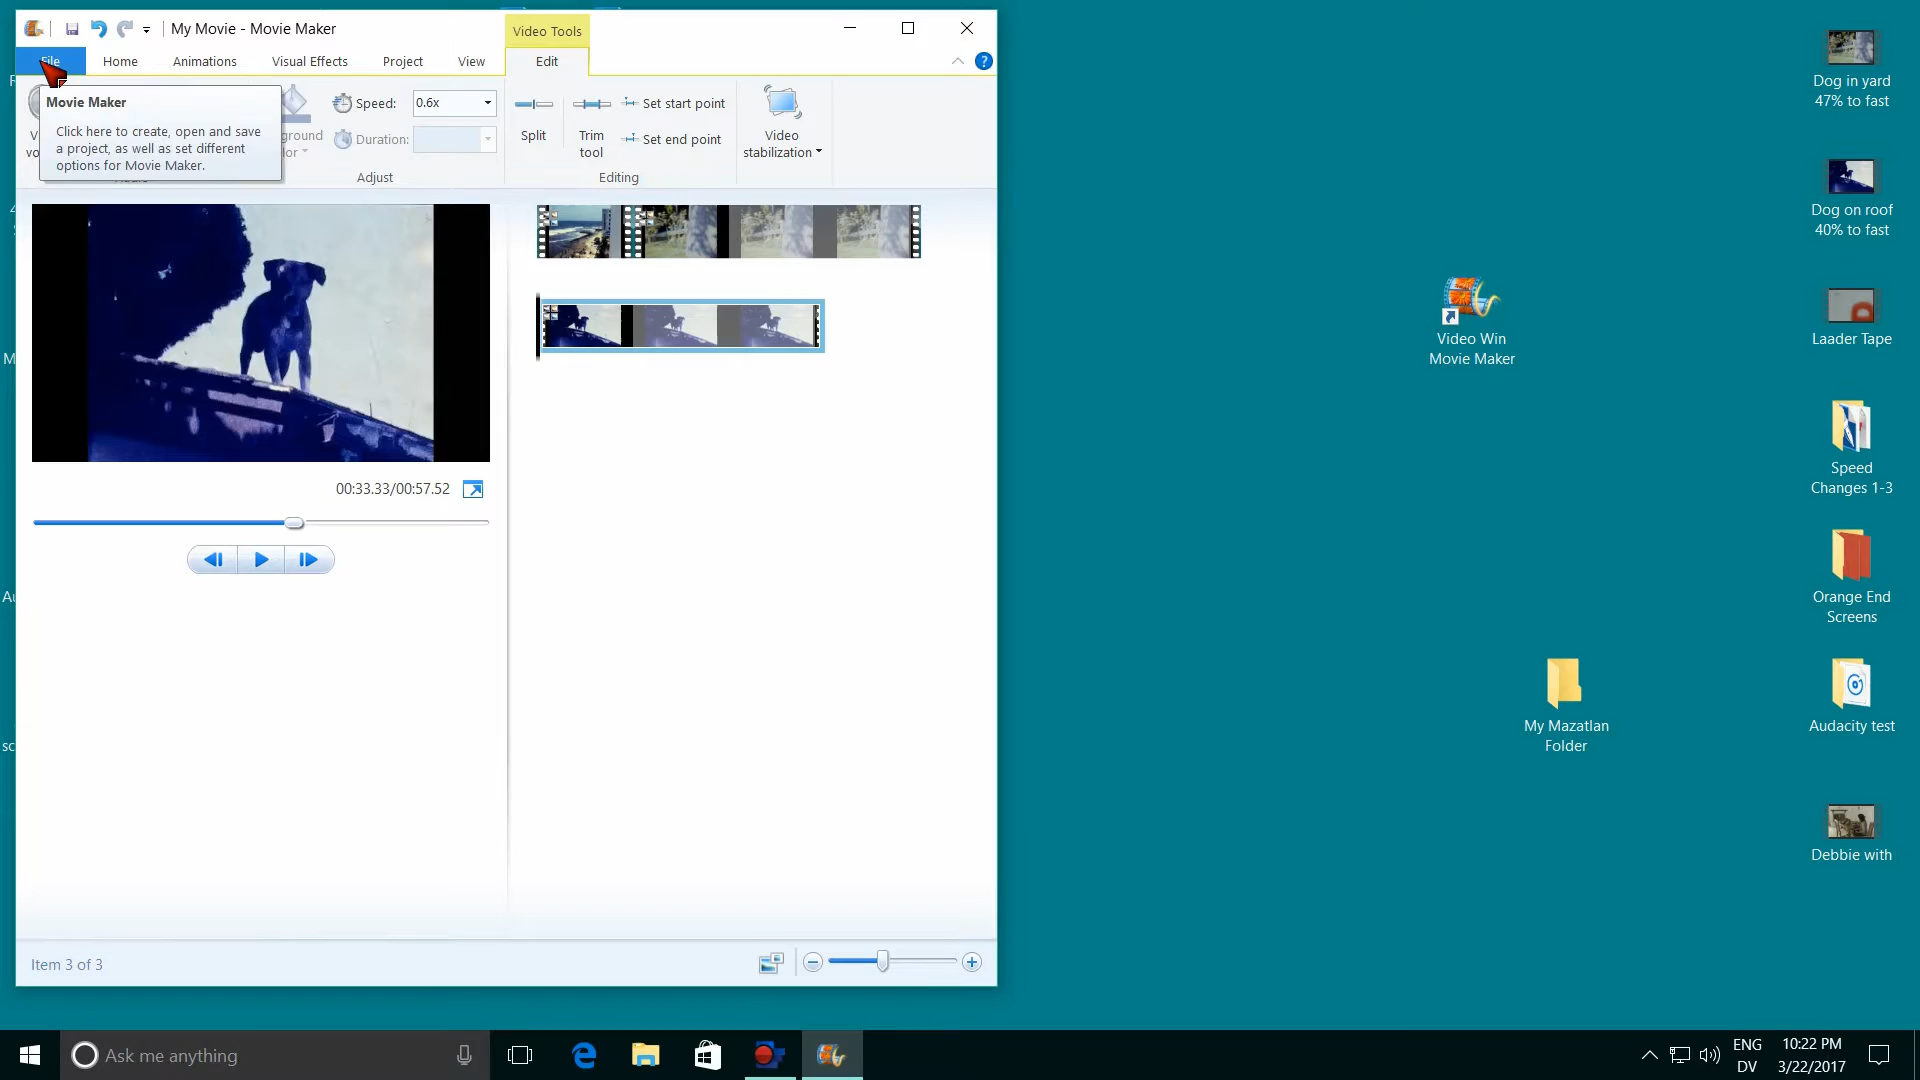 My Movie - Movie Maker
Video Tools
File
Home
Animations
Visual Effects
Project
View
Edit
Movie Maker
Click here to create, open and save
a project, as well as set different
options for Movie Maker.
Speed:
0.6x
Duration:
Adjust
Split
Trim
tool
Set start point
Set end point
Editing
Video
stabilization
00:33.33/00:57.52
Item 3 of 3
Video Win
Movie Maker
My Mazatlan
Folder
Dog in yard
47% to fast
Dog on roof
40% to fast
Laader Tape
Speed
Changes 1-3
Orange End
Screens
Audacity test
Debbie with
Ask me anything
ENG
DV
10:22 PM
3/22/2017